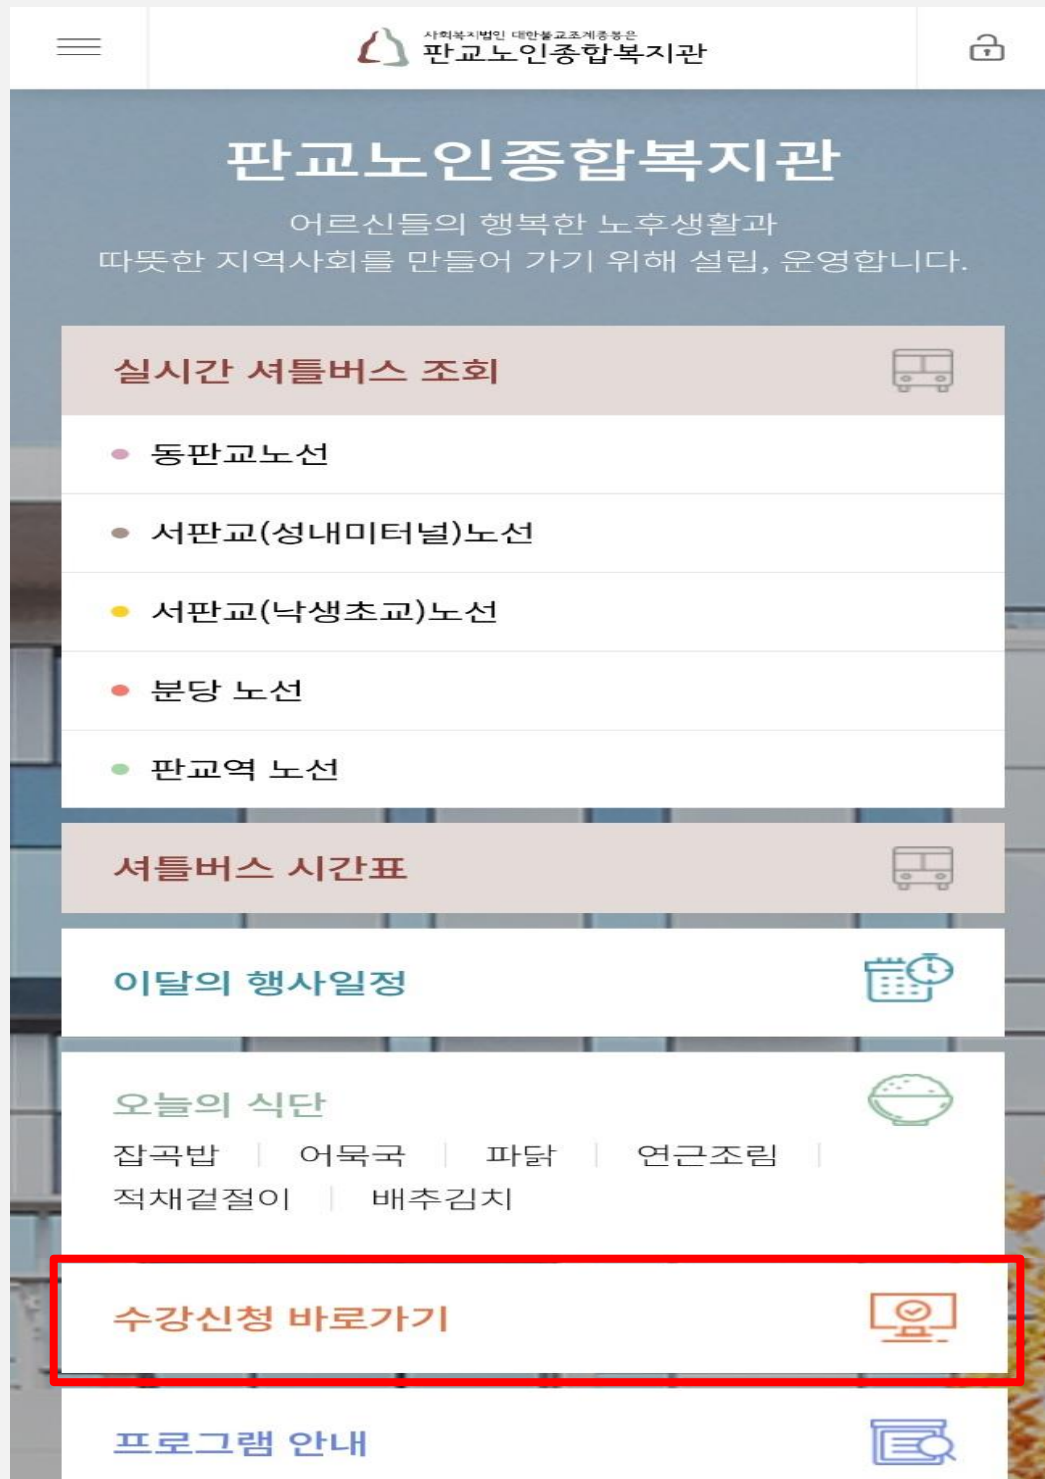 사회복지법인 대한불교조계종봉은
판교노인종합복지관
판교노인종합복지관
어르신들의 행복한 노후생활과
따뜻한 지역사회를 만들어 가기 위해 설립, 운영합니다.
실시간 셔틀버스 조회
동판교노선
서판교(성내미터널)노선
서판교(낙생초교)노선
분당 노선
판교역 노선
셔틀버스 시간표
이달의 행사일정
오늘의 식단
잡곡밥 | 어묵국 | 파닭 | 연근조림 |
적채겉절이 | 배추김치
수강신청 바로가기
프로그램 안내